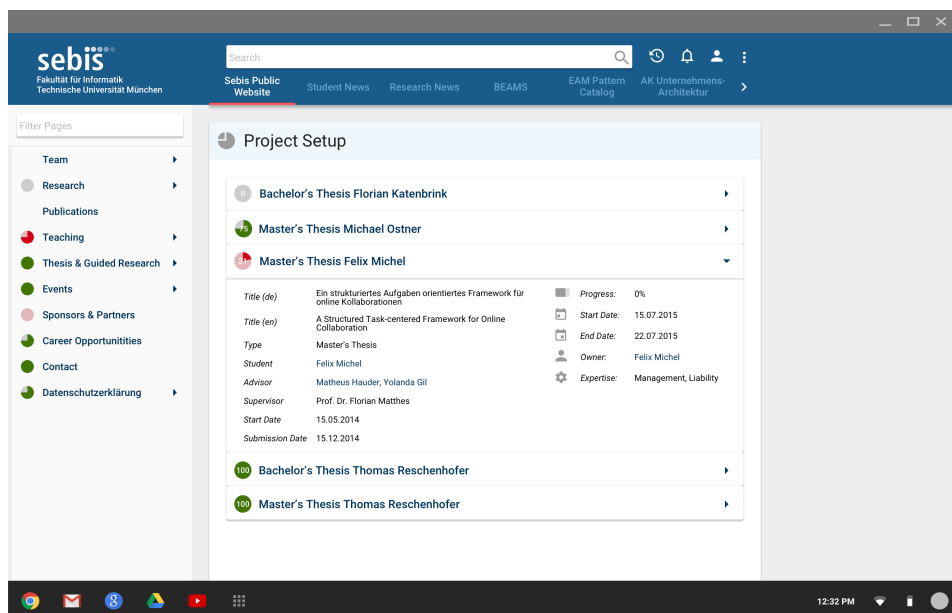 sebis
Fakultät für Informatik
Technische Universität München
Search
Sebis Public
Website
Student News
Research News
BEAMS
EAM Pattern
Catalog
AK Unternehmens-
Architektur
Filter Pages
Team
Research
Publications
Teaching
Thesis & Guided Research
Events
Sponsors & Partners
Career Opportunitities
Contact
Datenschutzerklärung
Project Setup
0 Bachelor's Thesis Florian Katenbrink
75 Master's Thesis Michael Ostner
21 Master's Thesis Felix Michel
Title (de) Ein strukturiertes Aufgaben orientiertes Framework für
online Kollaborationen
Title (en) A Structured Task-centered Framework for Online
Collaboration
Type Master's Thesis
Student Felix Michel
Advisor Matheus Hauder, Yolanda Gil
Supervisor Prof. Dr. Florian Matthes
Start Date 15.05.2014
Submission Date 15.12.2014
Progress: 0%
Start Date: 15.07.2015
End Date: 22.07.2015
Owner: Felix Michel
Expertise: Management, Liability
100 Bachelor's Thesis Thomas Reschenhofer
100 Master's Thesis Thomas Reschenhofer
8
12:32 PM